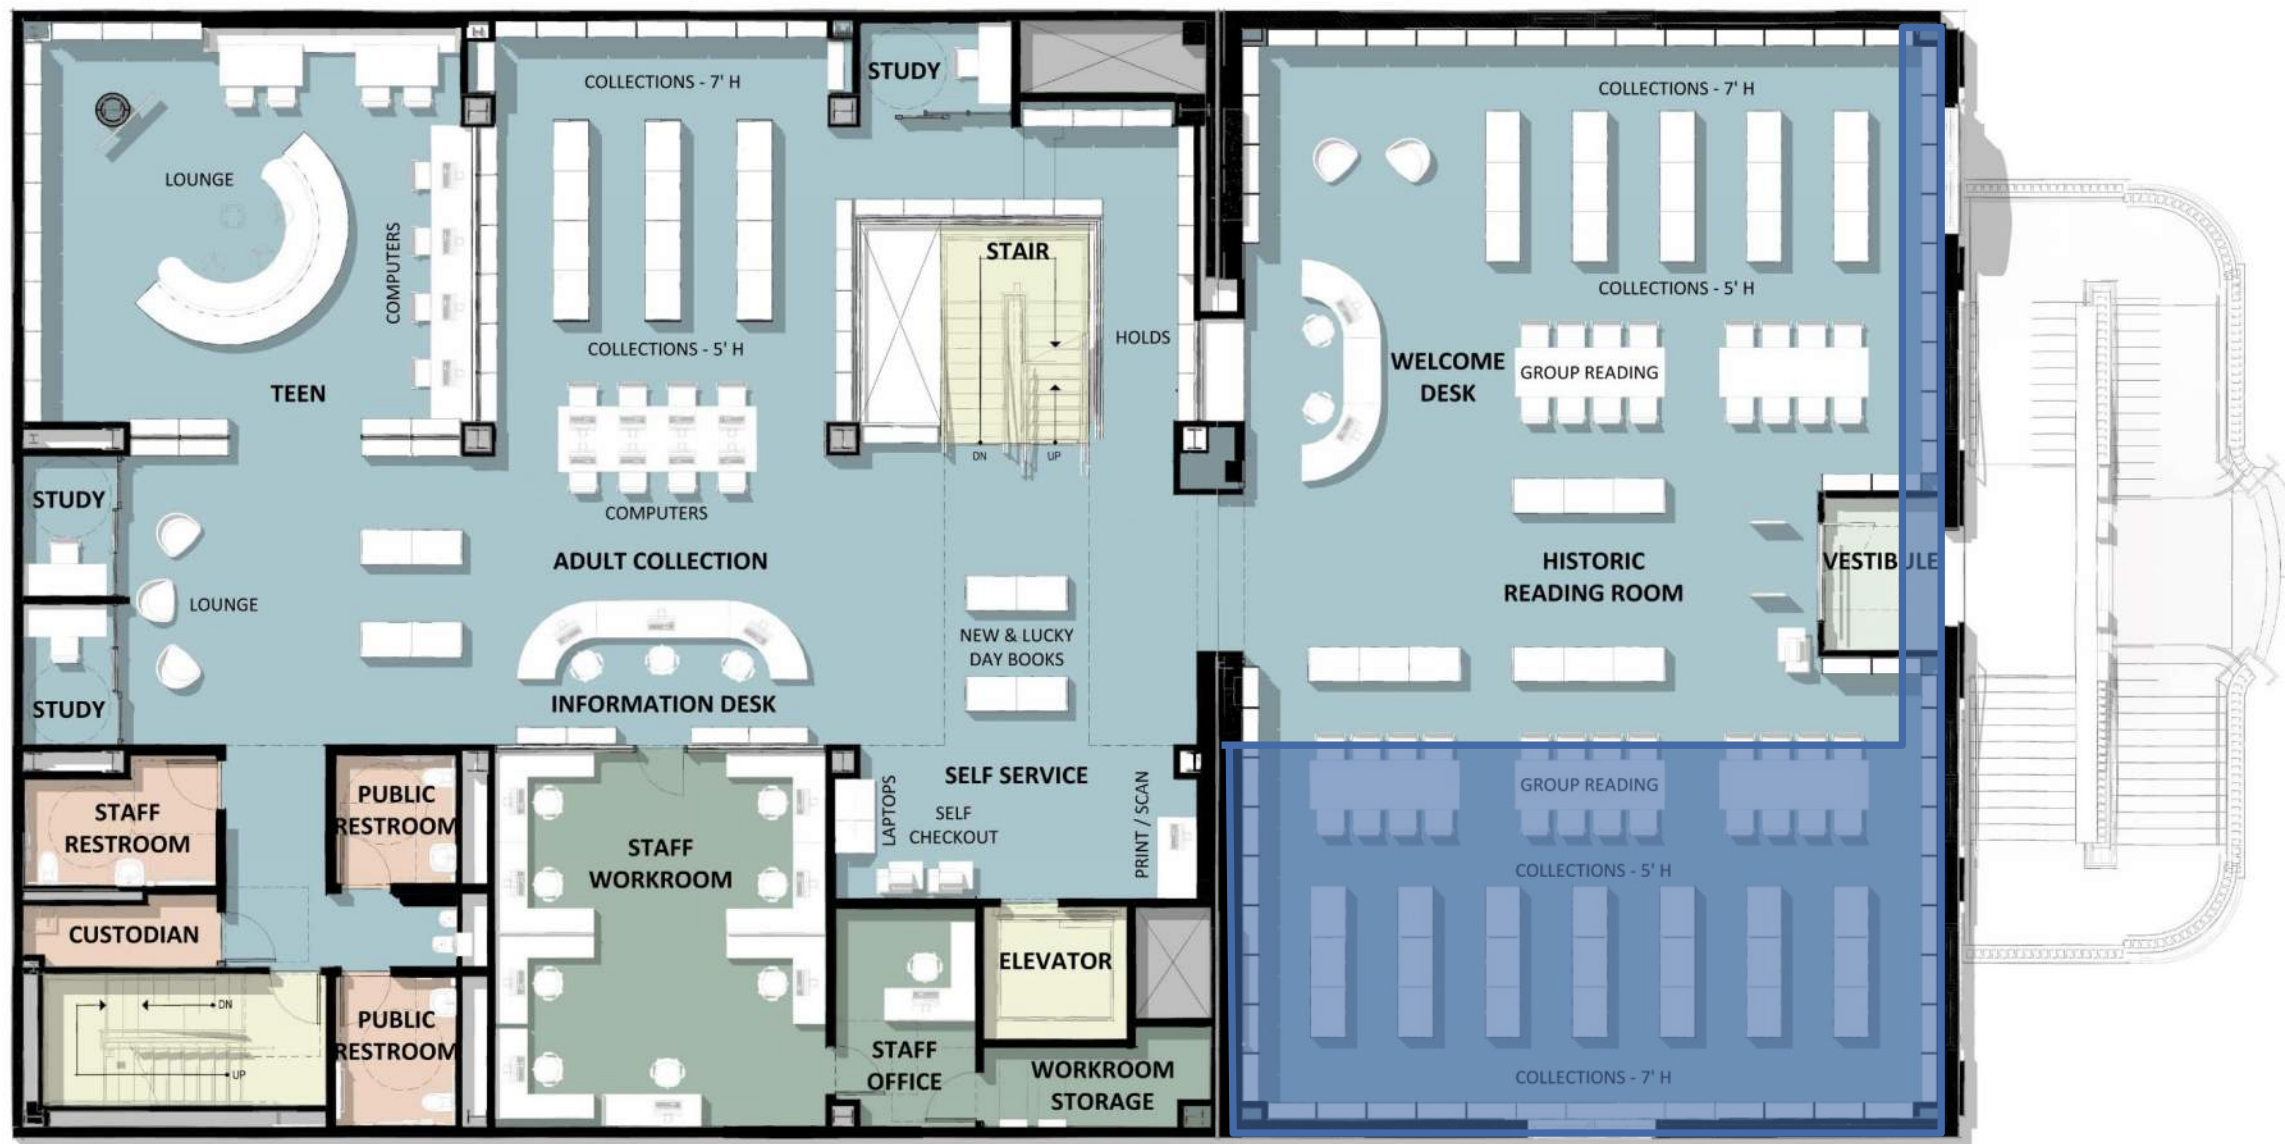 COLLECTIONS - 7' H
STUDY
COLLECTIONS - 7' H
LOUNGE
COMPUTERS
STAIR
COLLECTIONS - 5' H
HOLDS
COLLECTIONS - 5' H
WELCOME
DESK
GROUP READING
TEEN
DN
UP
STUDY
COMPUTERS
ADULT COLLECTION
HISTORIC
READING ROOM
VESTIBULE
LOUNGE
NEW & LUCKY
DAY BOOKS
STUDY
INFORMATION DESK
SELF SERVICE
LAPTOPS
SELF
CHECKOUT
PRINT / SCAN
GROUP READING
STAFF
RESTROOM
PUBLIC
RESTROOM
STAFF
WORKROOM
COLLECTIONS - 5' H
CUSTODIAN
ELEVATOR
DN
UP
PUBLIC
RESTROOM
STAFF
OFFICE
WORKROOM
STORAGE
COLLECTIONS - 7' H